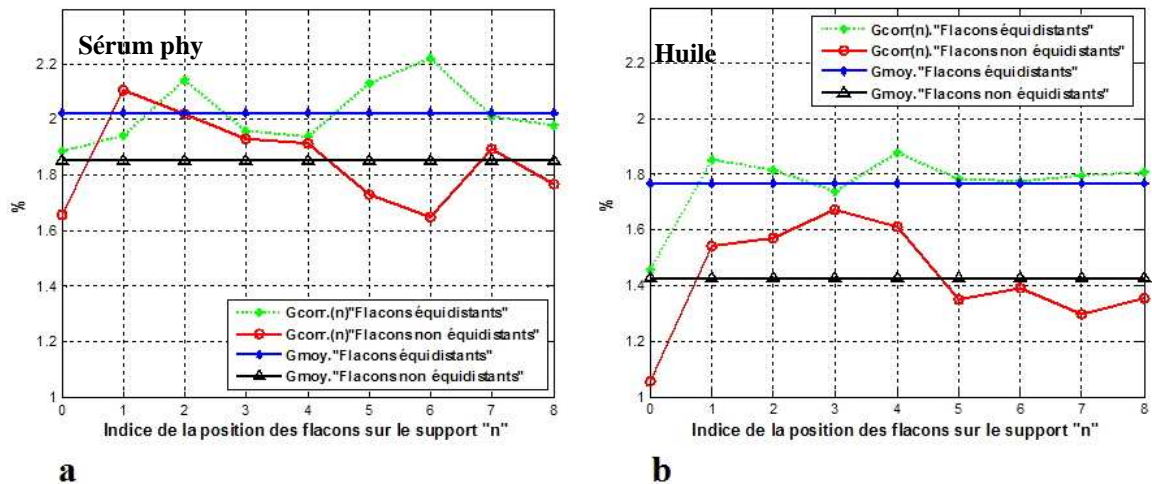 Sérum phy
2.2
2
1.8
1.6
1.4
1.2
1
%
0 1 2 3 4 5 6 7 8
Gcorr.(n)"Flacons équidistants"
Gcorr.(n)"Flacons non équidistants"
Gmoy."Flacons équidistants"
Gmoy."Flacons non équidistants"
Indice de la position des flacons sur le support "n"
a
Huile
Gcorr(n)."Flacons équidistants"
Gcorr(n)."Flacons non équidistants"
Gmoy."Flacons équidistants"
Gmoy."Flacons non équidistants"
2.2
2
1.8
1.6
1.4
1.2
1
%
0 1 2 3 4 5 6 7 8
Indice de la position des flacons sur le support "n"
b